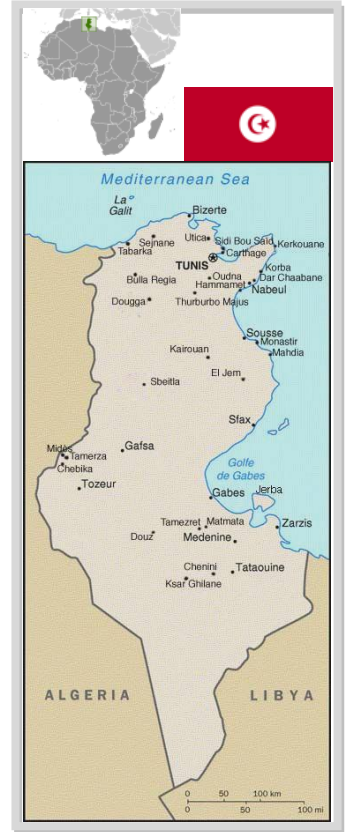 Mediterranean Sea
La
Galit
Bizerte
Utica
Sidi Bou Said
Kerkouane
Sejnane
Tabarka
Carthage
TUNIS
Korba
Bulla Regia
Oudna
Dar Chaabane
Hammamet
Nabeul
Dougga
Thurburbo Majus
Sousse
Monastir
Kairouan
Mahdia
El Jem
Sbeitla
Sfax
Gafsa
Midès
Tamerza
Chebika
Golfe
de Gabes
Tozeur
Gabes
Jerba
Tamezret
Matmata
Zarzis
Douz
Medenine
Chenini
Tataouine
Ksar Ghilane
ALGERIA
LIBYA
0 50 100 km
0 50 100 mi